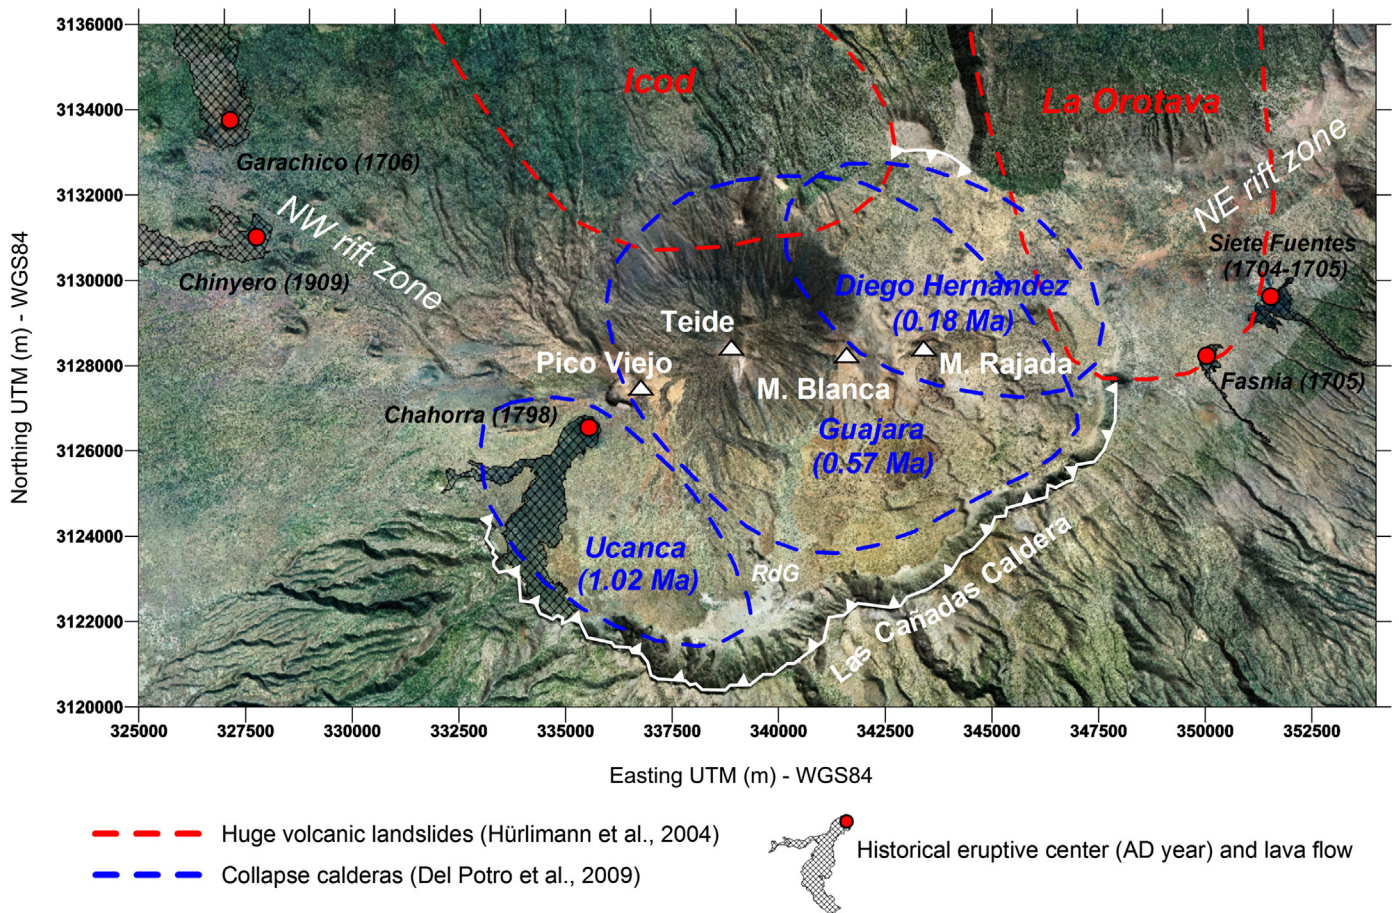 3136000
3134000
3132000
3130000
3128000
3126000
3124000
3122000
3120000
Northing UTM (m) - WGS84
Icod
La Orotava
Garachico (1706)
NW rift zone
NE rift zone
Chinyero (1909)
Siete Fuentes
(1704-1705)
Diego Hernández
(0.18 Ma)
Teide
Pico Viejo
M. Blanca
M. Rajada
Fasnia (1705)
Chahorra (1798)
Guajara
(0.57 Ma)
Ucanca
(1.02 Ma)
RdG
Las Cañadas Caldera
325000 327500 330000 332500 335000 337500 340000 342500 345000 347500 350000 352500
Easting UTM (m) - WGS84
Huge volcanic landslides (Hürlimann et al., 2004)
Collapse calderas (Del Potro et al., 2009)
Historical eruptive center (AD year) and lava flow